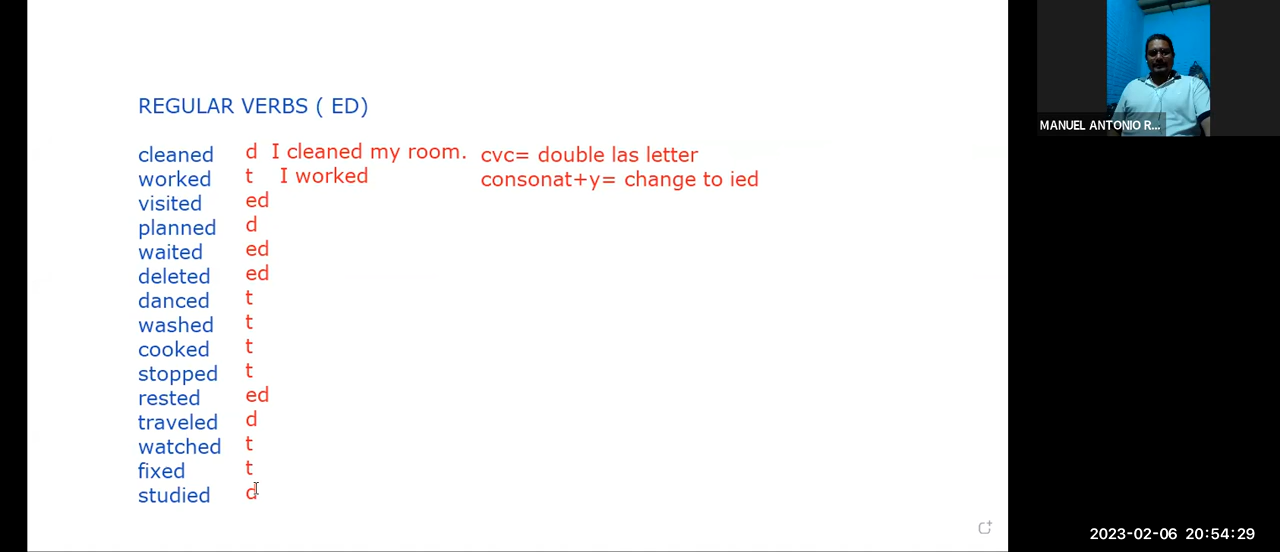 REGULAR VERBS ( ED)
cleaned d I cleaned my room. cvc= double las letter
worked t I worked consonat+y= change to ied
visited ed
planned d
waited ed
deleted ed
danced t
washed t
cooked t
stopped t
rested ed
traveled d
watched t
fixed t
studied d
MANUEL ANTONIO R...
2023-02-06 20:54:29